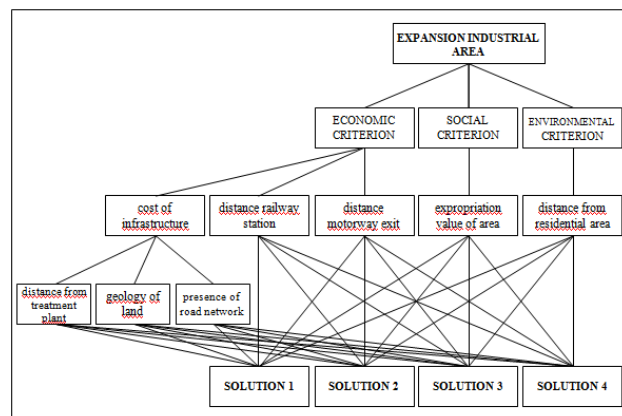 EXPANSION INDUSTRIAL
AREA
ECONOMIC
CRITERION
SOCIAL
CRITERION
ENVIRONMENTAL
CRITERION
cost of
infrastructure
distance railway
station
distance
motorway exit
expropriation
value of area
distance from
residential area
distance from
treatment
plant
geology of
land
presence of
road network
SOLUTION 1
SOLUTION 2
SOLUTION 3
SOLUTION 4